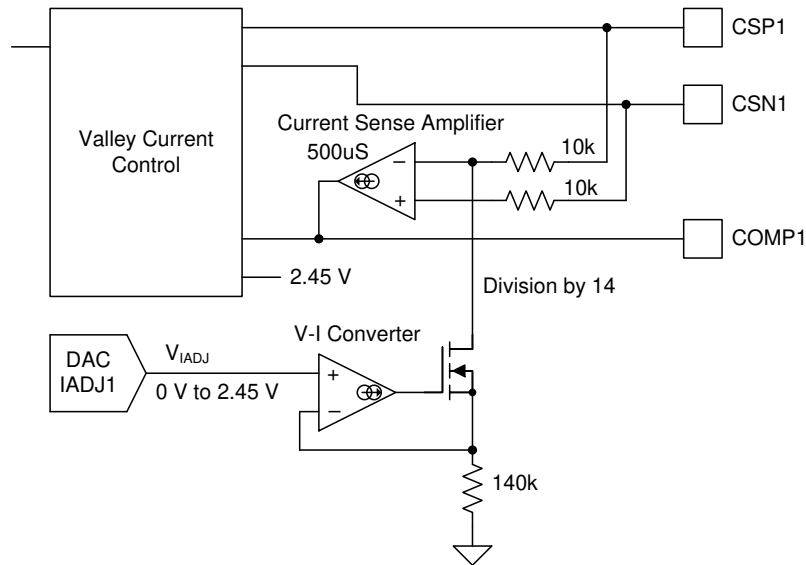 CSP1
CSN1
Valley Current
Control
Current Sense Amplifier
500uS
10k
−
10k
+
COMP1
2.45 V
Division by 14
V-I Converter
DAC
IADJ1
VIADJ
0 V to 2.45 V
+
−
140k